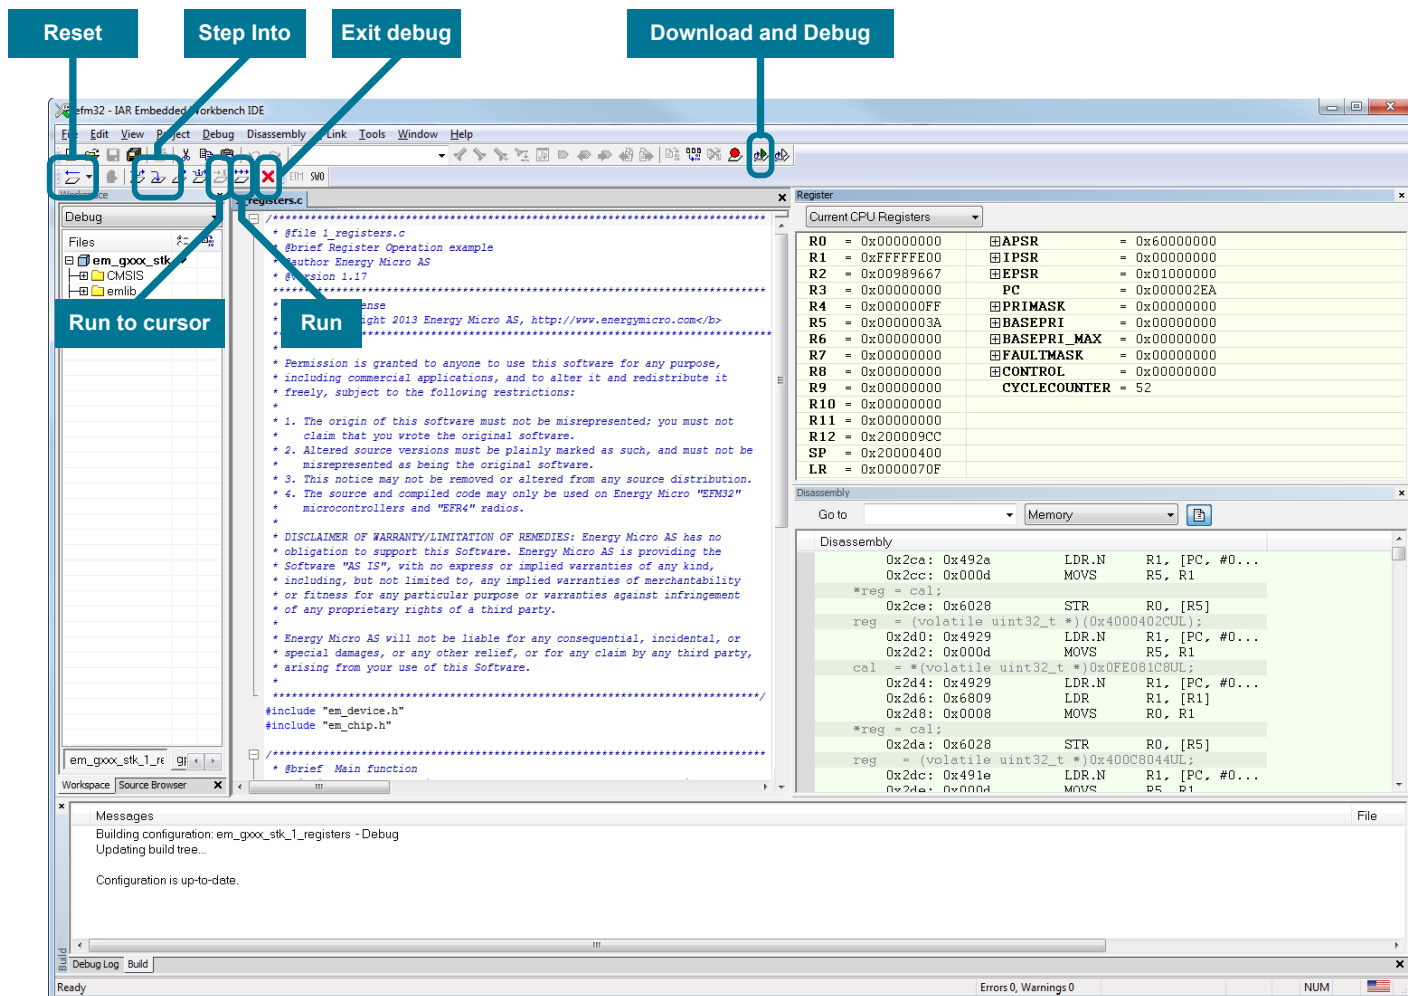 Reset
Step Into
Exit debug
Download and Debug
efm32 - IAR Embedded Workbench IDE
Edit View Project Debug Disassembly Link Tools Window Help
ETM SWO
Workspace
Debug
Files
em_gxxx_stk
CMSIS
emlib
Run to cursor
Run
em_gxxx_stk_1_re
Workspace Source Browser
registers.c
/****************************************************************************
* @file 1_registers.c
* @brief Register Operation example
* @author Energy Micro AS
* @version 1.17
****************************************************************************
ense
ight 2013 Energy Micro AS, http://www.energymicro.com</b>
*
* Permission is granted to anyone to use this software for any purpose,
* including commercial applications, and to alter it and redistribute it
* freely, subject to the following restrictions:
*
* 1. The origin of this software must not be misrepresented; you must not
* claim that you wrote the original software.
* 2. Altered source versions must be plainly marked as such, and must not be
* misrepresented as being the original software.
* 3. This notice may not be removed or altered from any source distribution.
* 4. The source and compiled code may only be used on Energy Micro "EFM32"
* microcontrollers and "EFR4" radios.
*
* DISCLAIMER OF WARRANTY/LIMITATION OF REMEDIES: Energy Micro AS has no
* obligation to support this Software. Energy Micro AS is providing the
* Software "AS IS", with no express or implied warranties of any kind,
* including, but not limited to, any implied warranties of merchantability
* or fitness for any particular purpose or warranties against infringement
* of any proprietary rights of a third party.
*
* Energy Micro AS will not be liable for any consequential, incidental, or
* special damages, or any other relief, or for any claim by any third party,
* arising from your use of this Software.
*
****************************************************************************/
#include "em_device.h"
#include "em_chip.h"
/****************************************************************************
* @brief Main function
Register
Current CPU Registers
R0 = 0x00000000 APSR = 0x60000000
R1 = 0xFFFFFE00 IPSR = 0x00000000
R2 = 0x00989667 EPSR = 0x01000000
R3 = 0x00000000 PC = 0x000002EA
R4 = 0x000000FF PRIMASK = 0x00000000
R5 = 0x0000003A BASEPRI = 0x00000000
R6 = 0x00000000 BASEPRI_MAX = 0x00000000
R7 = 0x00000000 FAULTMASK = 0x00000000
R8 = 0x00000000 CONTROL = 0x00000000
R9 = 0x00000000 CYCLECOUNTER = 52
R10 = 0x00000000
R11 = 0x00000000
R12 = 0x200009CC
SP = 0x20000400
LR = 0x0000070F
Disassembly
Go to Memory
Disassembly
0x2ca: 0x492a LDR.N R1, [PC, #0...
0x2cc: 0x000d MOVS R5, R1
*reg = cal;
0x2ce: 0x6028 STR R0, [R5]
reg = (volatile uint32_t *)(0x4000402CUL);
0x2d0: 0x4929 LDR.N R1, [PC, #0...
0x2d2: 0x000d MOVS R5, R1
cal = *(volatile uint32_t *)0x0FE081C8UL;
0x2d4: 0x4929 LDR.N R1, [PC, #0...
0x2d6: 0x6809 LDR R1, [R1]
0x2d8: 0x0008 MOVS R0, R1
*reg = cal;
0x2da: 0x6028 STR R0, [R5]
reg = (volatile uint32_t *)0x400C8044UL;
0x2dc: 0x491e LDR.N R1, [PC, #0...
0x2de: 0x000d MOVS R5, R1
Messages File
Building configuration: em_gxxx_stk_1_registers - Debug
Updating build tree...
Configuration is up-to-date.
Build
Debug Log Build
Ready Errors 0, Warnings 0 NUM